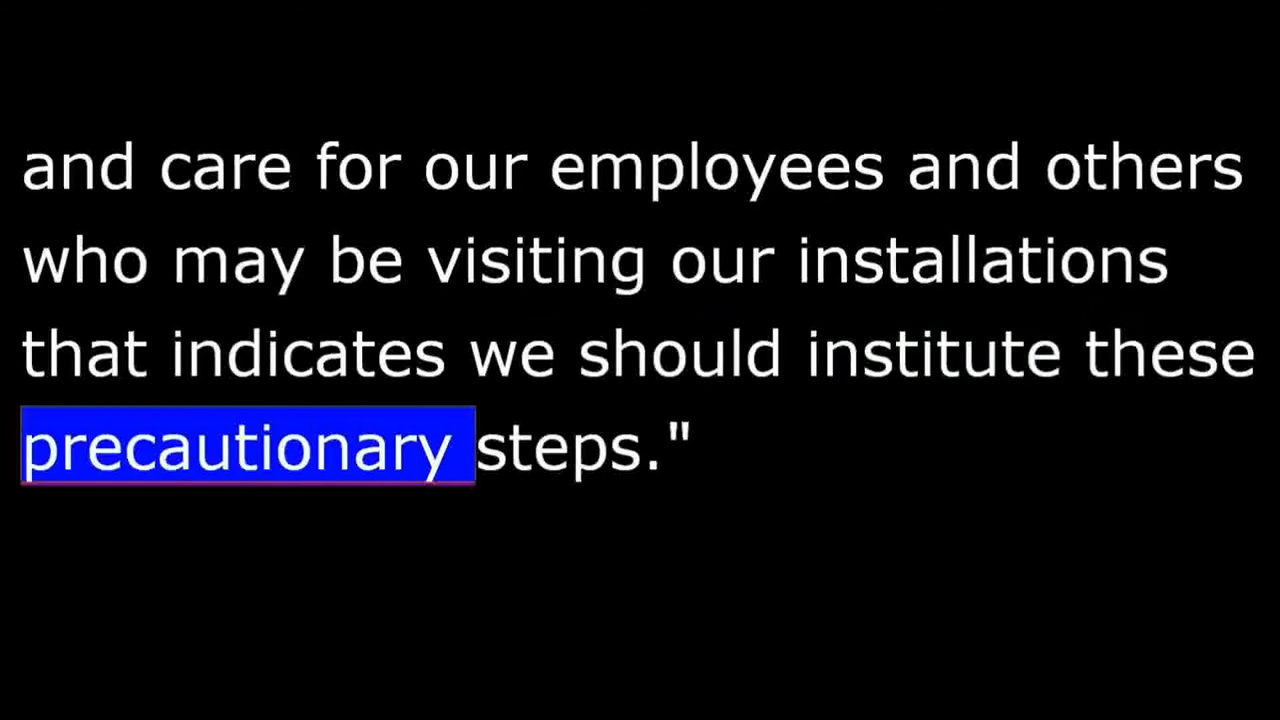 and care for our employees and others
who may be visiting our installations
that indicates we should institute these
precautionary steps."